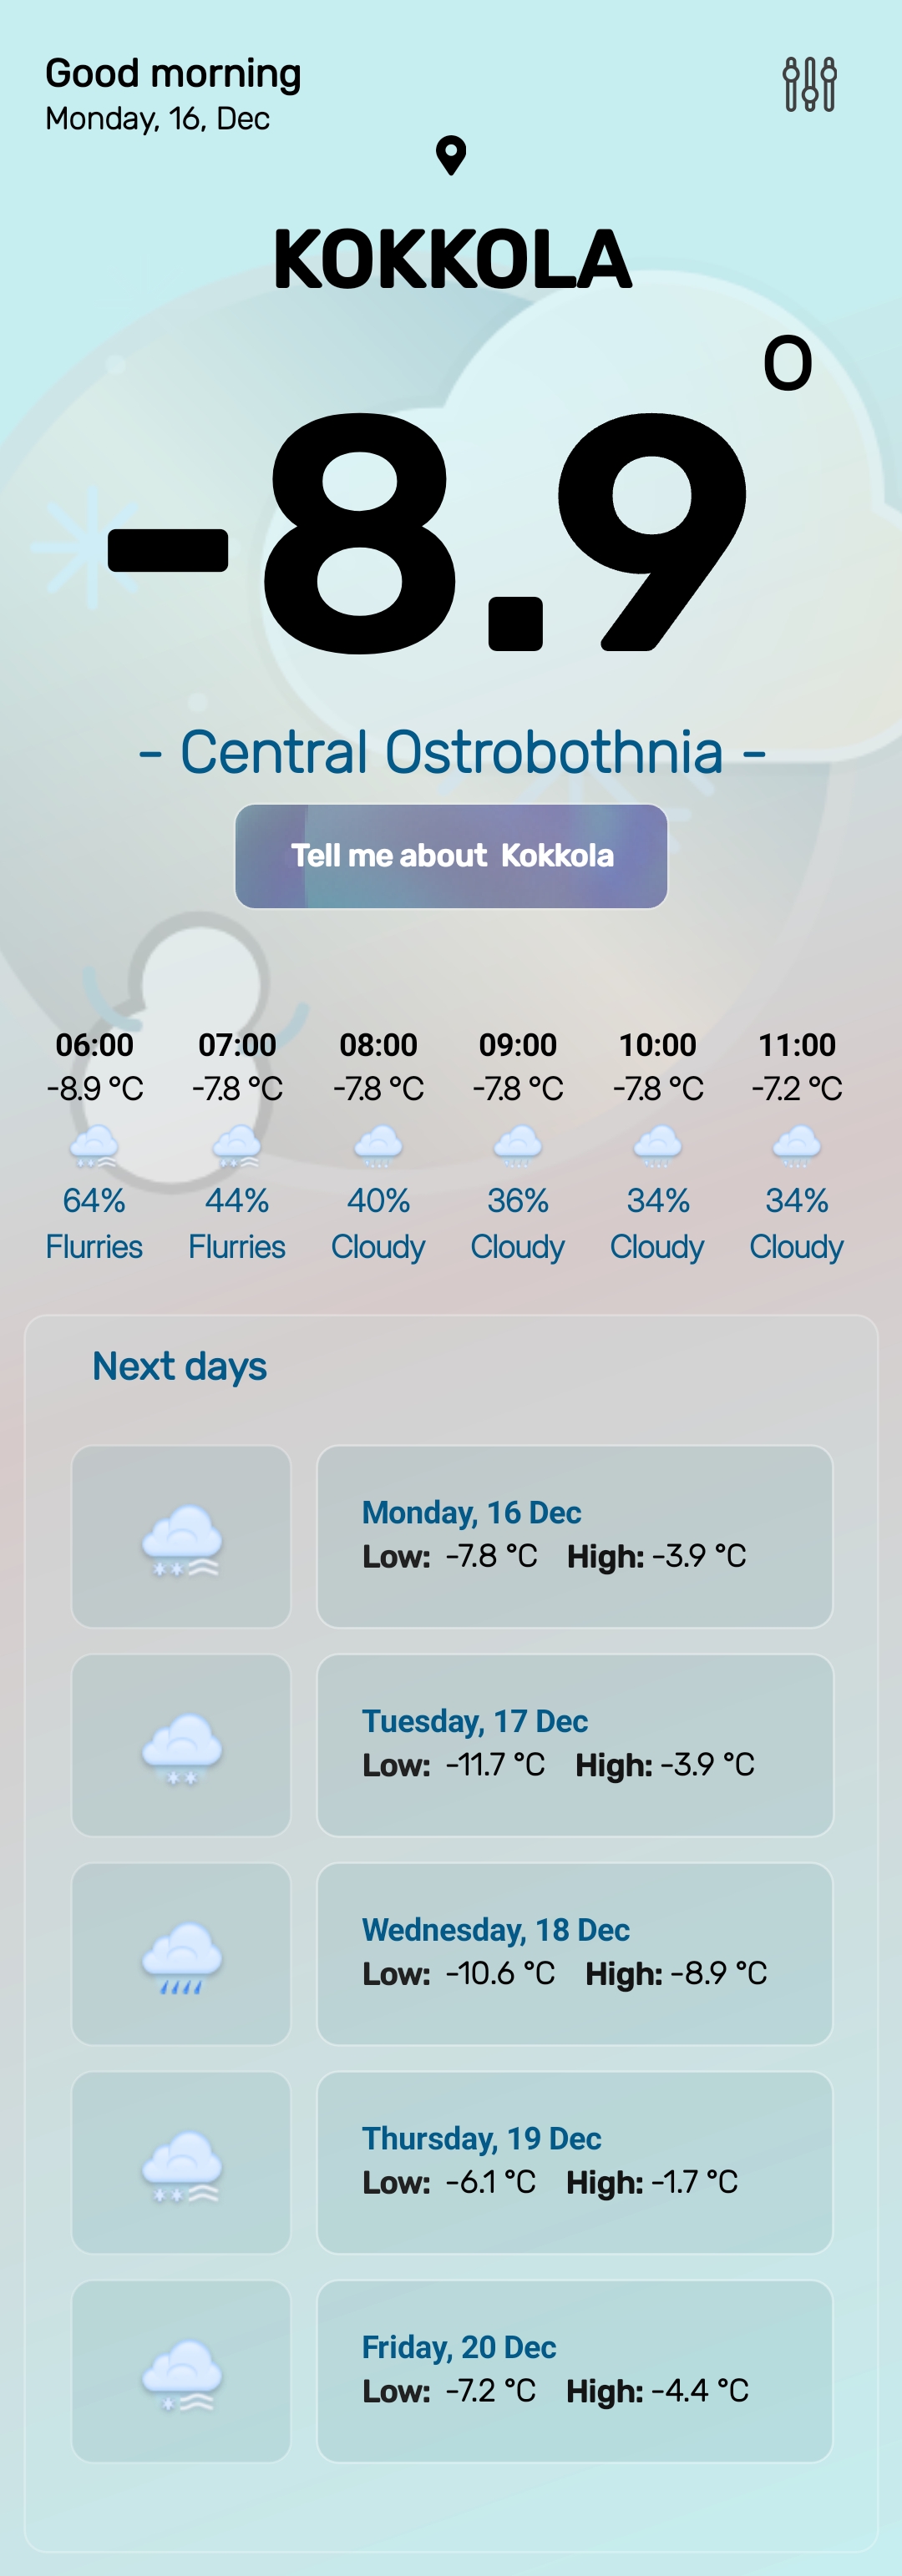 Good morning
Monday, 16, Dec
KOKKOLA
-8.9°
- Central Ostrobothnia -
Tell me about Kokkola
06:00 07:00 08:00 09:00 10:00 11:00
-8.9 °C -7.8 °C -7.8 °C -7.8 °C -7.8 °C -7.2 °C
64% 44% 40% 36% 34% 34%
Flurries Flurries Cloudy Cloudy Cloudy Cloudy
Next days
Monday, 16 Dec
Low: -7.8 °C High: -3.9 °C
Tuesday, 17 Dec
Low: -11.7 °C High: -3.9 °C
Wednesday, 18 Dec
Low: -10.6 °C High: -8.9 °C
Thursday, 19 Dec
Low: -6.1 °C High: -1.7 °C
Friday, 20 Dec
Low: -7.2 °C High: -4.4 °C